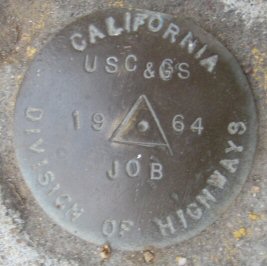 CALIFORNIA
USC&GS
19 64
JOB
DIVISION OF HIGHWAYS